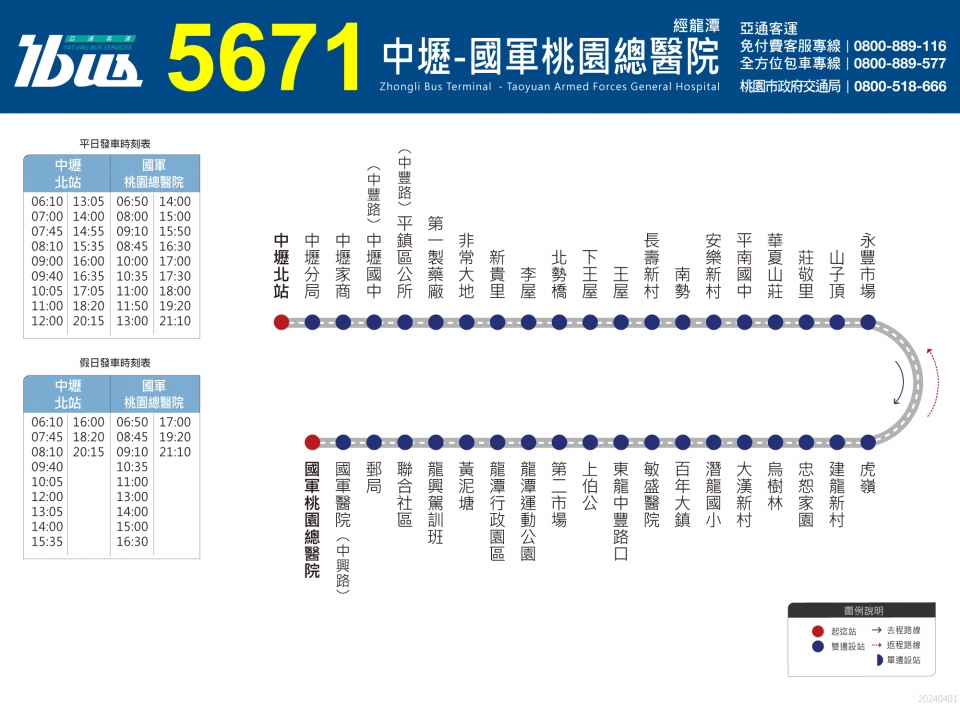 亞通客運
YATUNG BUS SERVICES
ibus
5671
經龍潭
中壢-國軍桃園總醫院
Zhongli Bus Terminal - Taoyuan Armed Forces General Hospital
亞通客運
免付費客服專線|0800-889-116
全方位包車專線|0800-889-577
桃園市政府交通局|0800-518-666
平日發車時刻表
中壢北站 國軍桃園總醫院
06:10 13:05 06:50 14:00
07:00 14:00 08:00 15:00
07:45 14:55 09:10 15:50
08:10 15:35 08:45 16:30
09:00 16:00 10:00 17:00
09:40 16:35 10:35 17:30
10:05 17:05 11:00 18:00
11:00 18:20 11:50 19:20
12:00 20:15 13:00 21:10
假日發車時刻表
中壢北站 國軍桃園總醫院
06:10 16:00 06:50 17:00
07:45 18:20 08:45 19:20
08:10 20:15 09:10 21:10
09:40 10:35
10:05 11:00
12:00 13:00
13:05 14:00
14:00 15:00
15:35 16:30
中壢北站
中壢分局
中壢家商
(中豐路)中壢國中
(中豐路)平鎮區公所
第一製藥廠
非常大地
新貴里
李屋
北勢橋
下王屋
王屋
長壽新村
南勢
安樂新村
平南國中
華夏山莊
莊敬里
山子頂
永豐市場
國軍桃園總醫院
國軍醫院(中興路)
郵局
聯合社區
龍興駕訓班
黃泥塘
龍潭行政園區
龍潭運動公園
第二市場
上伯公
東龍中豐路口
敏盛醫院
百年大鎮
潛龍國小
大漢新村
烏樹林
忠恕家園
建龍新村
虎嶺
圖例說明
起迄站
去程路線
雙邊設站
返程路線
單邊設站
20240401